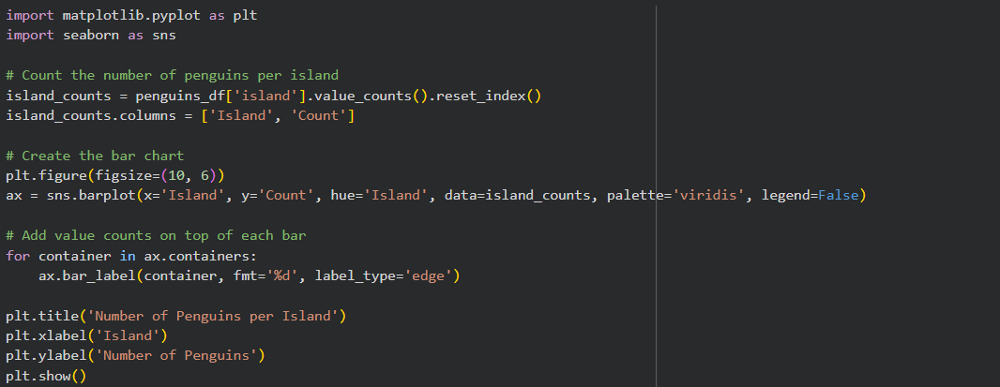 import matplotlib.pyplot as plt
import seaborn as sns

# Count the number of penguins per island
island_counts = penguins_df['island'].value_counts().reset_index()
island_counts.columns = ['Island', 'Count']

# Create the bar chart
plt.figure(figsize=(10, 6))
ax = sns.barplot(x='Island', y='Count', hue='Island', data=island_counts, palette='viridis', legend=False)

# Add value counts on top of each bar
for container in ax.containers:
    ax.bar_label(container, fmt='%d', label_type='edge')

plt.title('Number of Penguins per Island')
plt.xlabel('Island')
plt.ylabel('Number of Penguins')
plt.show()